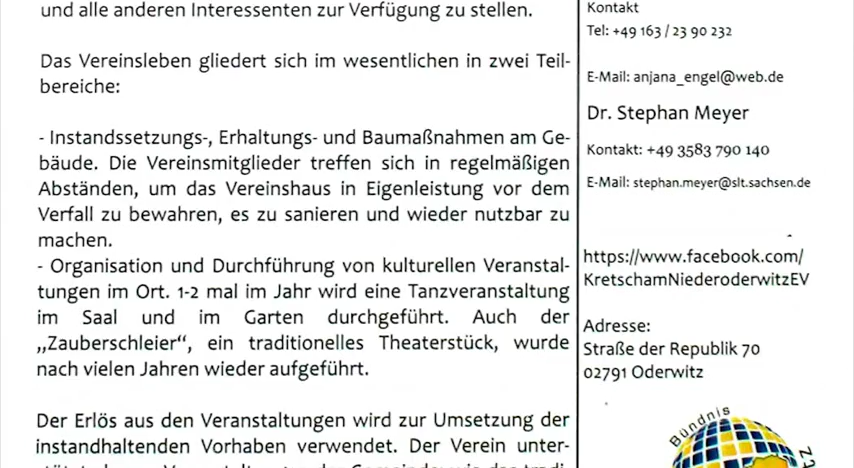 und alle anderen Interessenten zur Verfügung zu stellen.
Das Vereinsleben gliedert sich im wesentlichen in zwei Teil-
bereiche:
- Instandssetzungs-, Erhaltungs- und Baumaßnahmen am Ge-
bäude. Die Vereinsmitglieder treffen sich in regelmäßigen
Abständen, um das Vereinshaus in Eigenleistung vor dem
Verfall zu bewahren, es zu sanieren und wieder nutzbar zu
machen.
- Organisation und Durchführung von kulturellen Veranstal-
tungen im Ort. 1-2 mal im Jahr wird eine Tanzveranstaltung
im Saal und im Garten durchgeführt. Auch der
„Zauberschleier“, ein traditionelles Theaterstück, wurde
nach vielen Jahren wieder aufgeführt.
Der Erlös aus den Veranstaltungen wird zur Umsetzung der
instandhaltenden Vorhaben verwendet. Der Verein unter-
Kontakt
Tel: +49 163 / 23 90 232
E-Mail: anjana_engel@web.de
Dr. Stephan Meyer
Kontakt: +49 3583 790 140
E-Mail: stephan.meyer@slt.sachsen.de
https://www.facebook.com/
KretschamNiederoderwitzEV
Adresse:
Straße der Republik 70
02791 Oderwitz
Bündnis